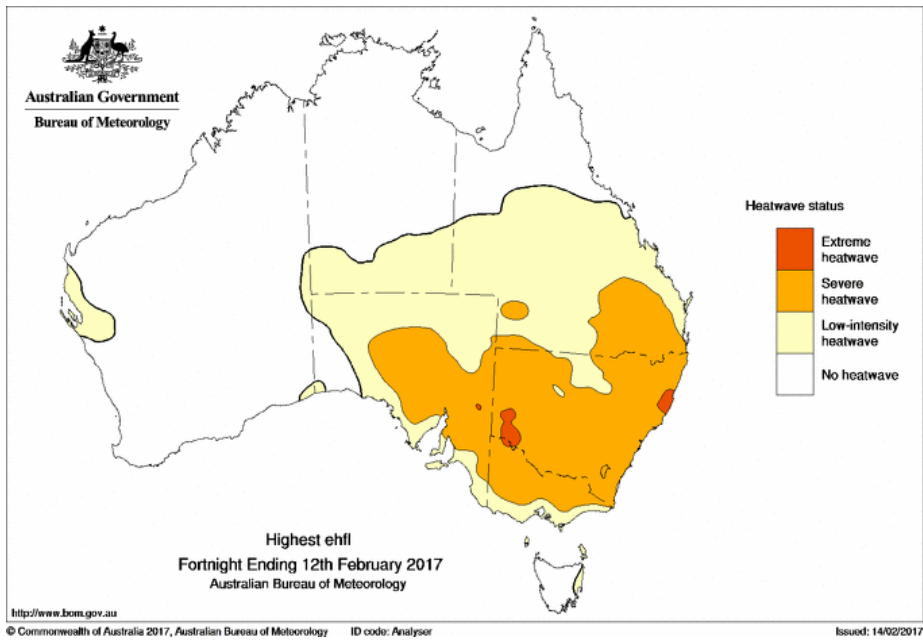 Australian Government
Bureau of Meteorology
Heatwave status
Extreme
heatwave
Severe
heatwave
Low-intensity
heatwave
No heatwave
Highest ehfl
Fortnight Ending 12th February 2017
Australian Bureau of Meteorology
http://www.bom.gov.au
© Commonwealth of Australia 2017, Australian Bureau of Meteorology ID code: Analyser Issued: 14/02/2017